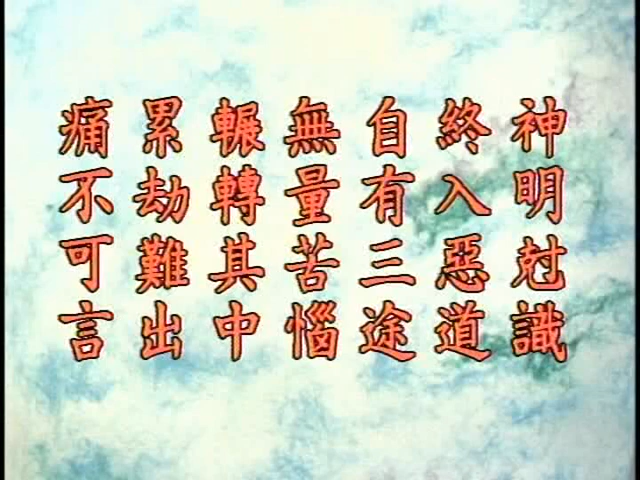 神明尅識
終入惡道
自有三途
無量苦惱
輾轉其中
累劫難出
痛不可言